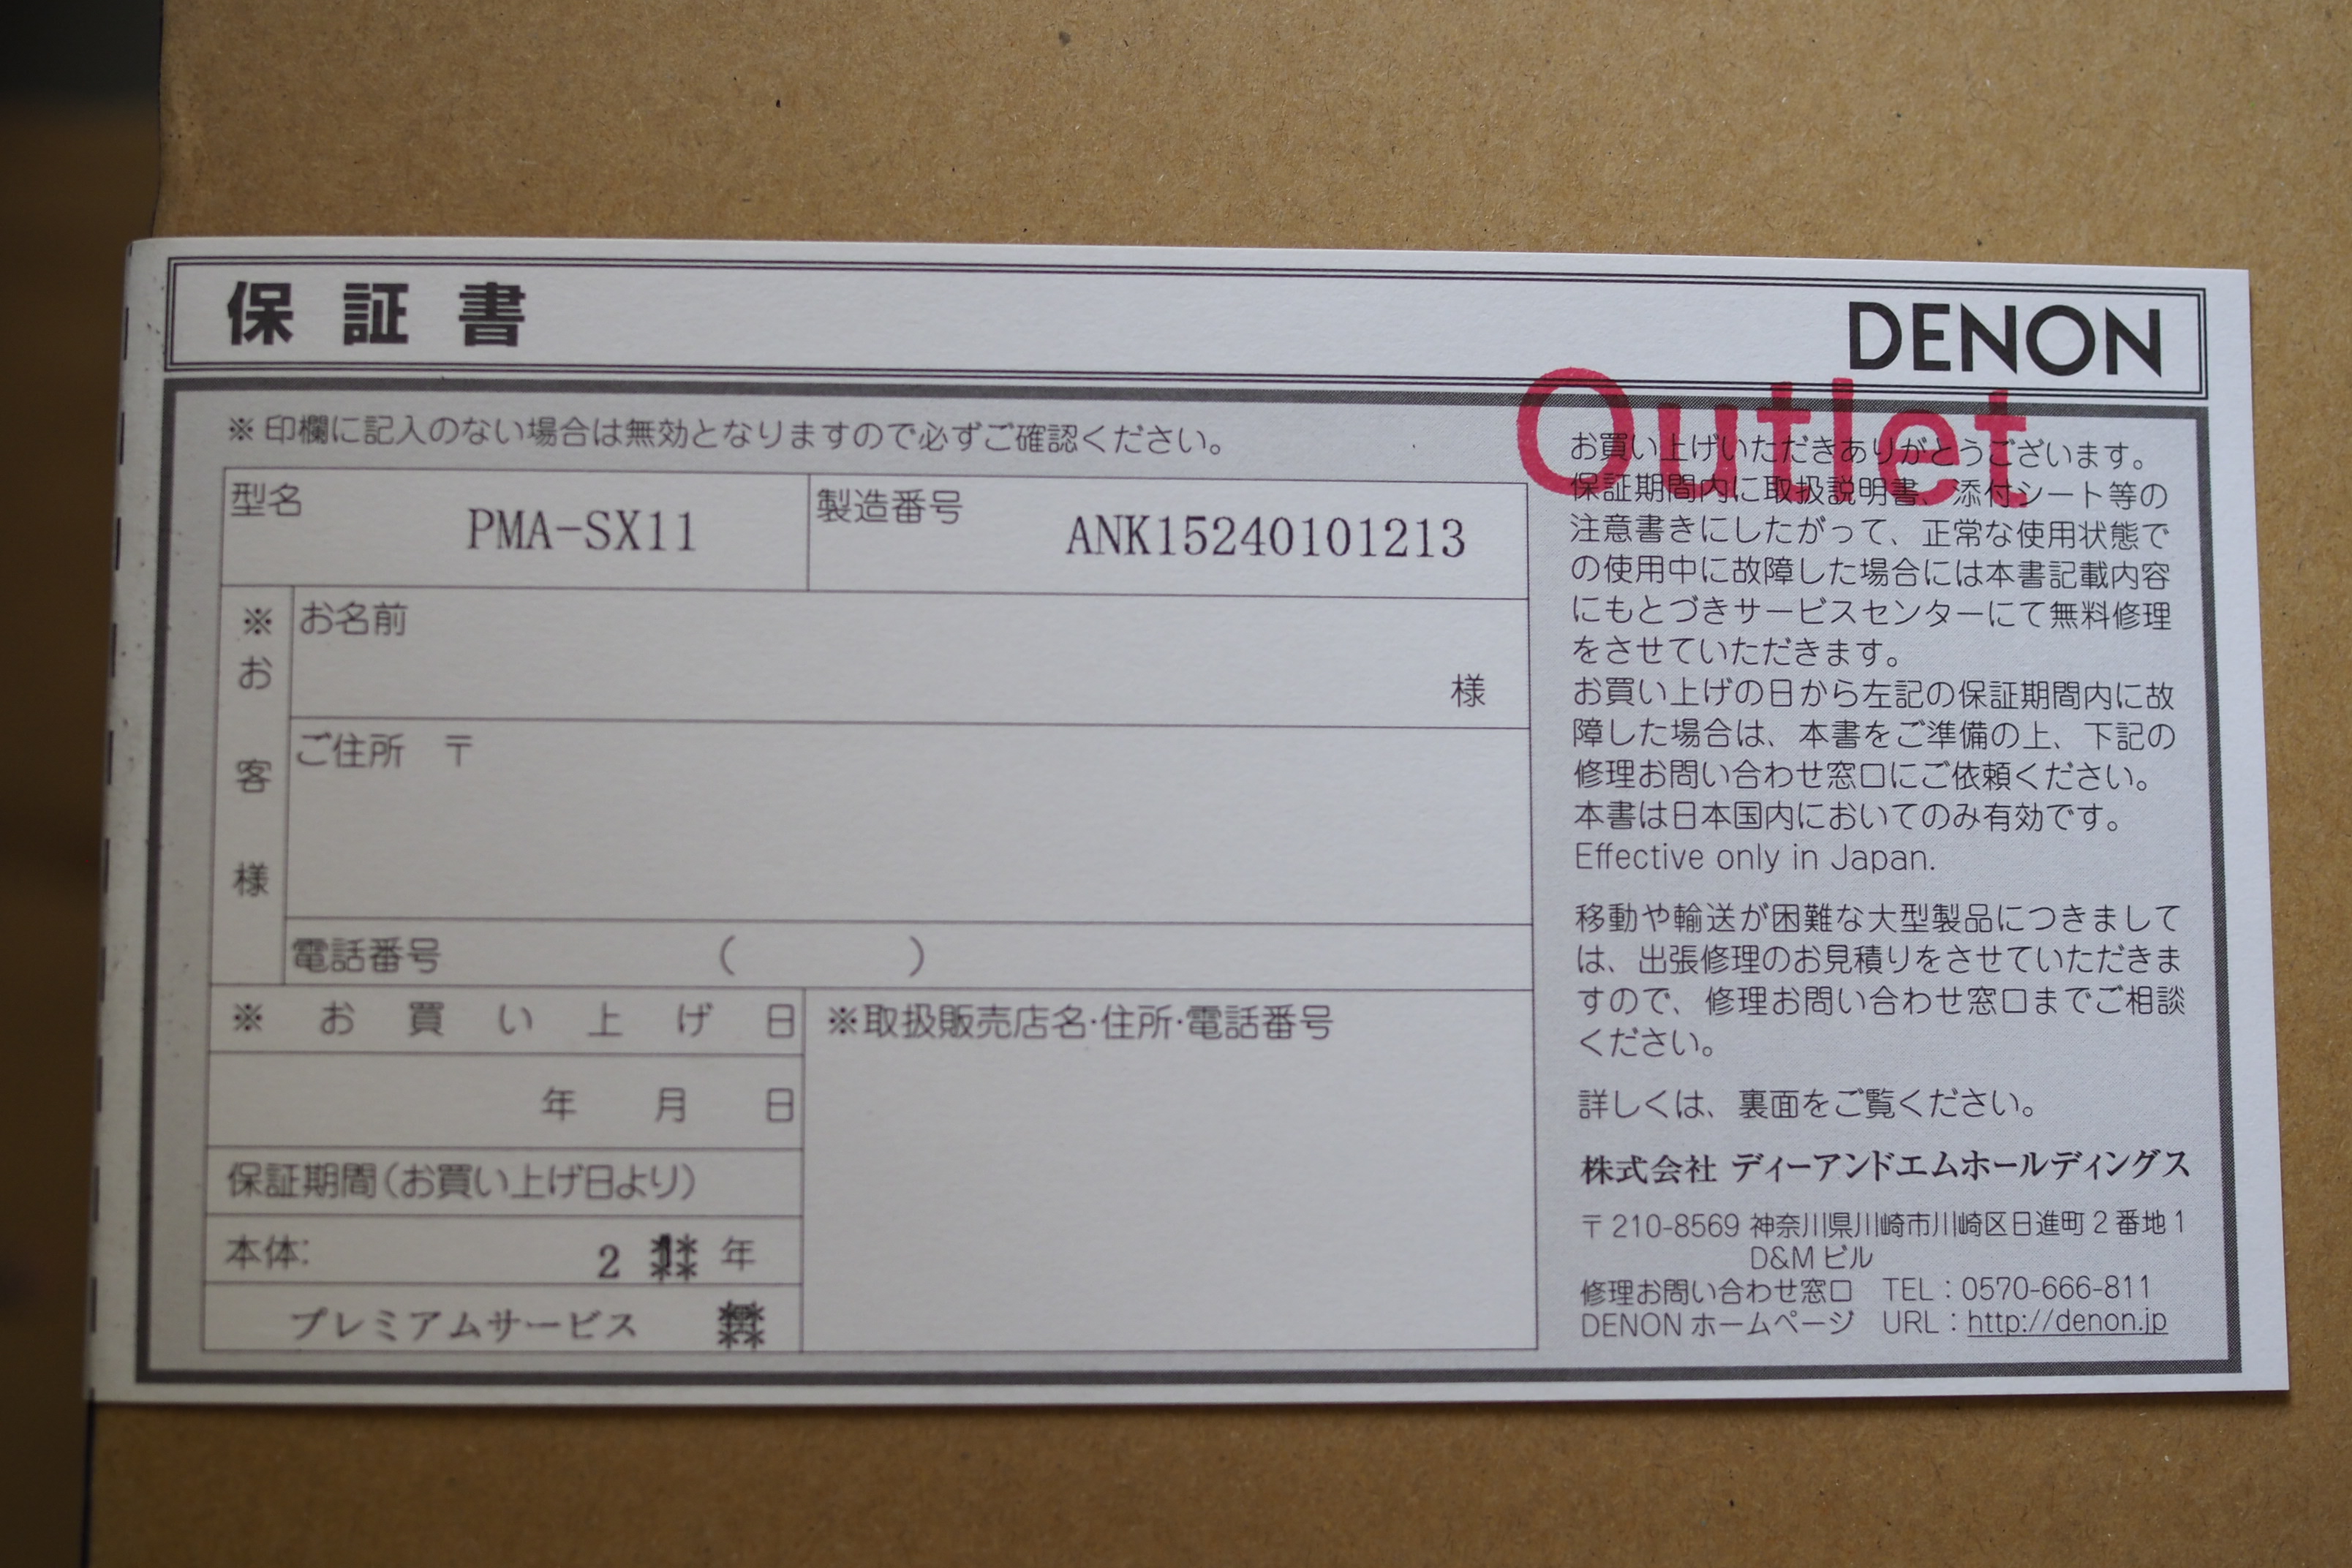 保証書
DENON
Outlet
※印欄に記入のない場合は無効となりますので必ずご確認ください。
型名 PMA-SX11 製造番号 ANK15240101213
※お客様
お名前
様
ご住所 〒
電話番号 ( )
※お買い上げ日
年 月 日
保証期間(お買い上げ日より)
本体: 2 年
プレミアムサービス
※取扱販売店名・住所・電話番号
お買い上げいただきありがとうございます。
保証期間内に取扱説明書、添付シート等の
注意書きにしたがって、正常な使用状態で
の使用中に故障した場合には本書記載内容
にもとづきサービスセンターにて無料修理
をさせていただきます。
お買い上げの日から左記の保証期間内に故
障した場合は、本書をご準備の上、下記の
修理お問い合わせ窓口にご依頼ください。
本書は日本国内においてのみ有効です。
Effective only in Japan.
移動や輸送が困難な大型製品につきまして
は、出張修理のお見積りをさせていただきま
すので、修理お問い合わせ窓口までご相談
ください。
詳しくは、裏面をご覧ください。
株式会社 ディーアンドエムホールディングス
〒210-8569 神奈川県川崎市川崎区日進町2番地1
D&Mビル
修理お問い合わせ窓口 TEL：0570-666-811
DENONホームページ URL：http://denon.jp